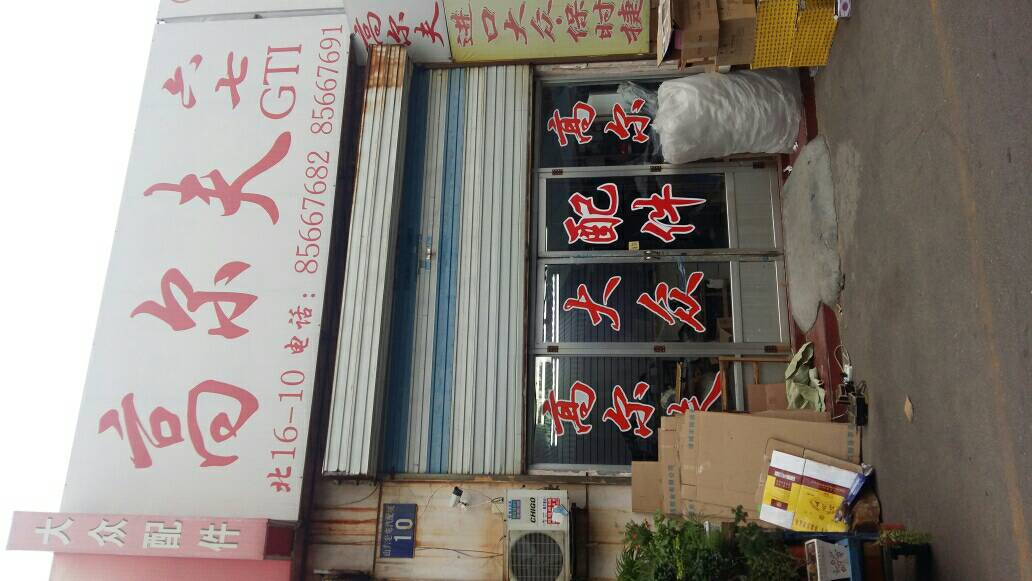 高尔夫 六七
GTI
北16-10 电话：85667682 85667691
大众配件
高尔夫
进口大众·保时捷
高尔夫
大众
配件
高尔
10
CHIGO